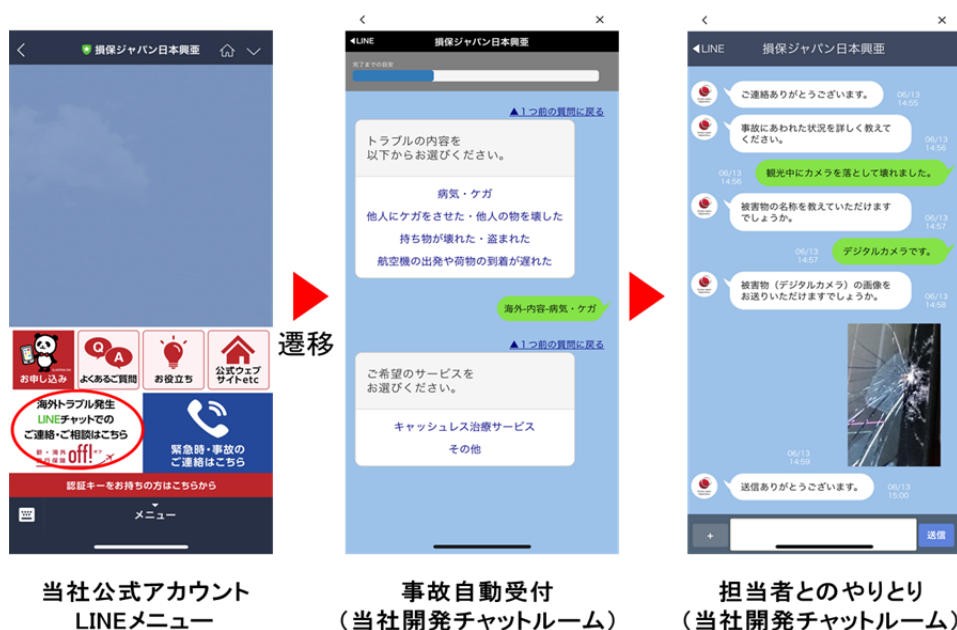 損保ジャパン日本興亜
お申し込み
よくあるご質問
お役立ち
公式ウェブ
サイトetc
海外トラブル発生
LINEチャットでの
ご連絡・ご相談はこちら
off!
緊急時・事故の
ご連絡はこちら
認証キーをお持ちの方はこちらから
メニュー
当社公式アカウント
LINEメニュー
遷移
LINE
損保ジャパン日本興亜
完了までの目安
▲1つ前の質問に戻る
トラブルの内容を
以下からお選びください。
病気・ケガ
他人にケガをさせた・他人の物を壊した
持ち物が壊れた・盗まれた
航空機の出発や荷物の到着が遅れた
海外-内容-病気・ケガ
▲1つ前の質問に戻る
ご希望のサービスを
お選びください。
キャッシュレス治療サービス
その他
事故自動受付
（当社開発チャットルーム）
LINE
損保ジャパン日本興亜
ご連絡ありがとうございます。
06/13
14:55
事故にあわれた状況を詳しく教えて
ください。
06/13
14:56
06/13
14:56
観光中にカメラを落として壊れました。
被害物の名称を教えていただけます
でしょうか。
06/13
14:57
06/13
14:57
デジタルカメラです。
被害物（デジタルカメラ）の画像を
お送りいただけますでしょうか。
06/13
14:58
06/13
14:59
送信ありがとうございます。
06/13
15:00
+
送信
担当者とのやりとり
（当社開発チャットルーム）